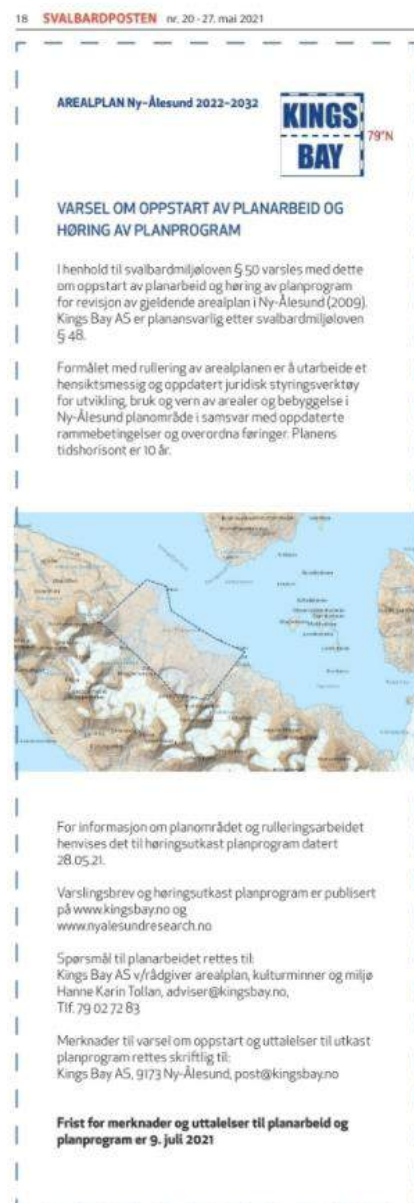 18 SVALBARDPOSTEN nr. 20 - 27. mai 2021
AREALPLAN Ny-Ålesund 2022-2032
KINGS
BAY
79°N
VARSEL OM OPPSTART AV PLANARBEID OG
HØRING AV PLANPROGRAM
I henhold til svalbardmiljøloven § 50 varsles med dette
om oppstart av planarbeid og høring av planprogram
for revisjon av gjeldende arealplan i Ny-Ålesund (2009).
Kings Bay AS er planansvarlig etter svalbardmiljøloven
§ 48.
Formålet med rullering av arealplanen er å utarbeide et
hensiktsmessig og oppdatert juridisk styringsverktøy
for utvikling, bruk og vern av arealer og bebyggelse i
Ny-Ålesund planområde i samsvar med oppdaterte
rammebetingelser og overordna føringer. Planens
tidshorisont er 10 år.
For informasjon om planområdet og rulleringsarbeidet
henvises det til høringsutkast planprogram datert
28.05.21.
Varslingsbrev og høringsutkast planprogram er publisert
på www.kingsbay.no og
www.nyalesundresearch.no
Spørsmål til planarbeidet rettes til:
Kings Bay AS v/rådgiver arealplan, kulturminner og miljø
Hanne Karin Tollan, adviser@kingsbay.no,
Tlf. 79 02 72 83
Merknader til varsel om oppstart og uttalelser til utkast
planprogram rettes skriftlig til:
Kings Bay AS, 9173 Ny-Ålesund, post@kingsbay.no
Frist for merknader og uttalelser til planarbeid og
planprogram er 9. juli 2021